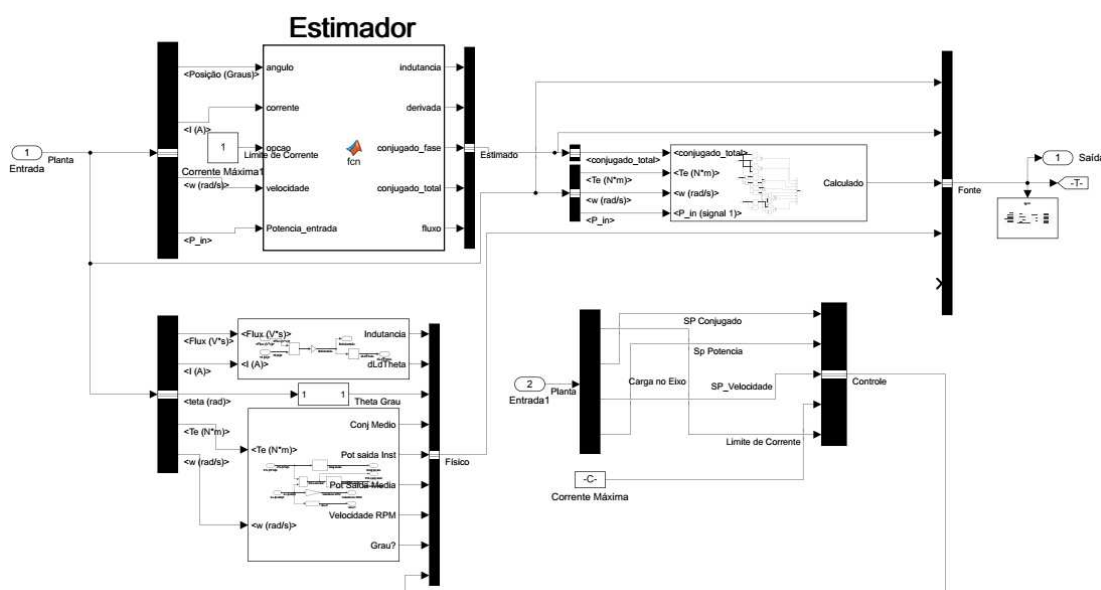 Estimador
<Posição (Graus)>
<I (A)>
1
Corrente Máxima1
Limite de Corrente
<w (rad/s)>
<P_in>
angulo
corrente
opcao
velocidade
Potencia_entrada
fcn
indutancia
derivada
conjugado_fase
conjugado_total
fluxo
1
Entrada
Planta
Estimado
<conjugado_total>
<Te (N*m)>
<w (rad/s)>
<P_in>
<conjugado_total>
<Te (N*m)>
<w (rad/s)>
<P_in (signal 1)>
Calculado
Fonte
1
Saída
-T-
<Flux (V*s)>
<I (A)>
<teta (rad)>
<Te (N*m)>
<w (rad/s)>
<Flux (V*s)>
<I (A)>
Indutancia
dLdTheta
1 1
Theta Grau
<Te (N*m)>
<w (rad/s)>
Conj Medio
Pot saida Inst
Pot Saida Media
Velocidade RPM
Grau?
Físico
2
Entrada1
Planta
SP Conjugado
Sp Potencia
Carga no Eixo
SP_Velocidade
Limite de Corrente
-C-
Corrente Máxima
Controle